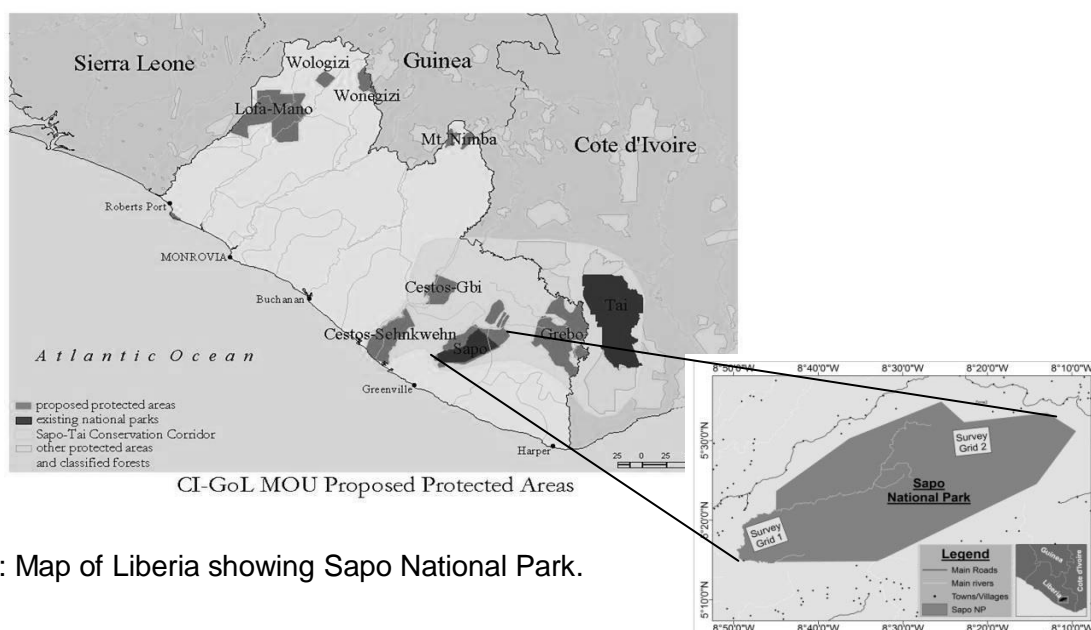 Sierra Leone
Guinea
Cote d'Ivoire
Wologizi
Wonegizi
Lofa-Mano
Mt. Nimba
Roberts Port
MONROVIA
Buchanan
Cestos-Gbi
Cestos-Sehnkwehn
Sapo
Grebo
Tai
Atlantic Ocean
Greenville
Harper
proposed protected areas
existing national parks
Sapo-Tai Conservation Corridor
other protected areas
and classified forests
25 0 25
CI-GoL MOU Proposed Protected Areas
8°50'0"W 8°40'0"W 8°30'0"W 8°20'0"W 8°10'0"W
5°30'0"N
5°20'0"N
5°10'0"N
Survey
Grid 2
Sapo
National Park
Survey
Grid 1
Legend
Main Roads
Main rivers
Towns/Villages
Sapo NP
Guinea
Liberia
Cote d'Ivoire
8°50'0"W 8°40'0"W 8°30'0"W 8°20'0"W 8°10'0"W
: Map of Liberia showing Sapo National Park.